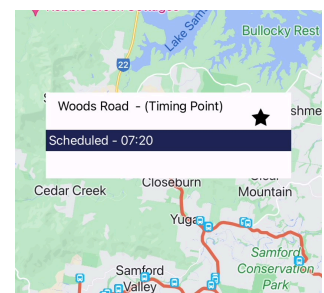 Bullocky Rest
Lake Sam
22
Woods Road - (Timing Point)
shme
Scheduled - 07:20
Cedar Creek
Closeburn
Mountain
Yuga
Samford
Conservation
Park
Samford
Valley